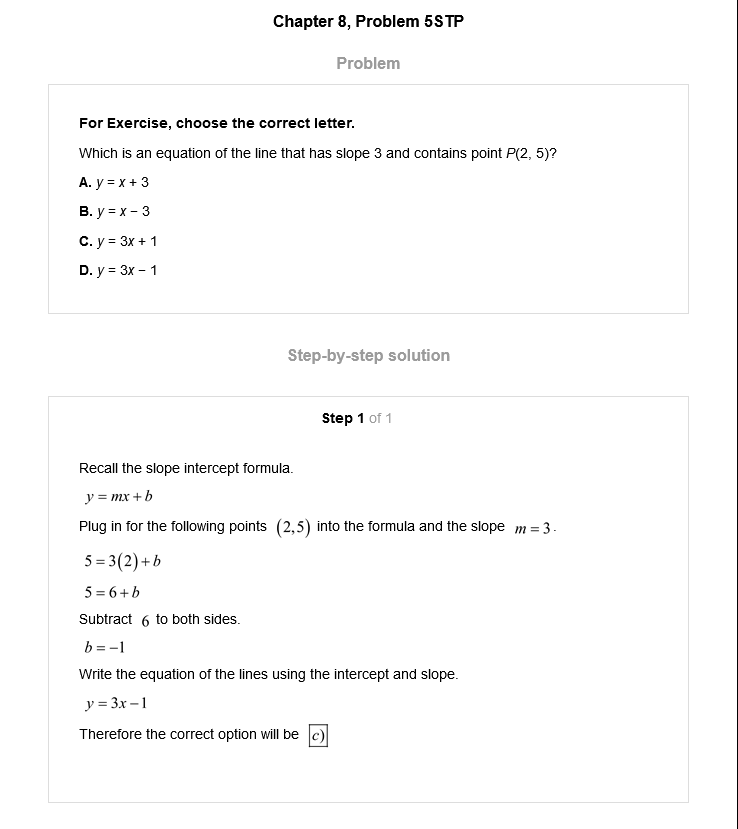 Chapter 8, Problem 5STP
Problem
For Exercise, choose the correct letter.
Which is an equation of the line that has slope 3 and contains point P(2, 5)?
A. y = x + 3
B. y = x − 3
C. y = 3x + 1
D. y = 3x − 1
Step-by-step solution
Step 1 of 1
Recall the slope intercept formula.
y = mx + b
Plug in for the following points (2,5) into the formula and the slope m = 3.
5 = 3(2) + b
5 = 6 + b
Subtract 6 to both sides.
b = −1
Write the equation of the lines using the intercept and slope.
y = 3x − 1
Therefore the correct option will be c)